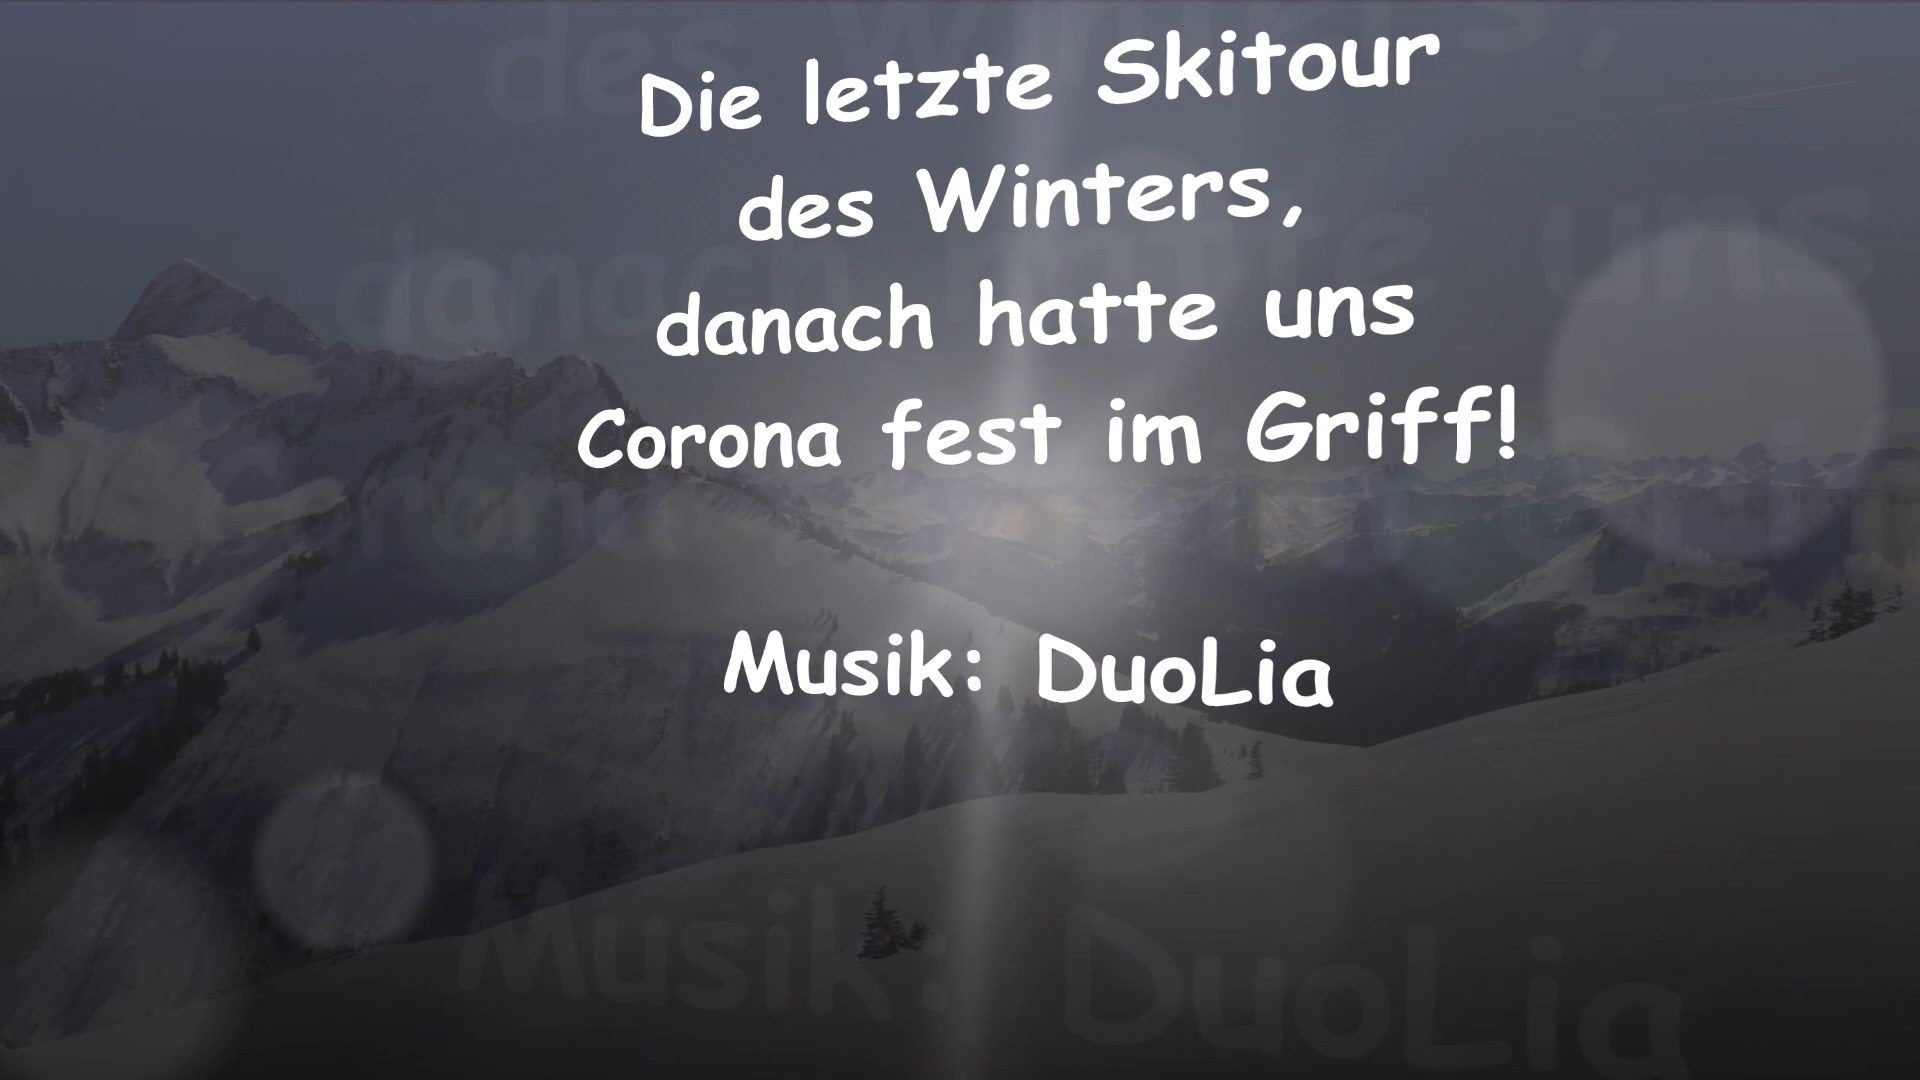 Die letzte Skitour
des Winters,
danach hatte uns
Corona fest im Griff!
Musik: DuoLia